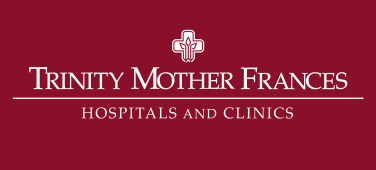 TRINITY MOTHER FRANCES
HOSPITALS AND CLINICS